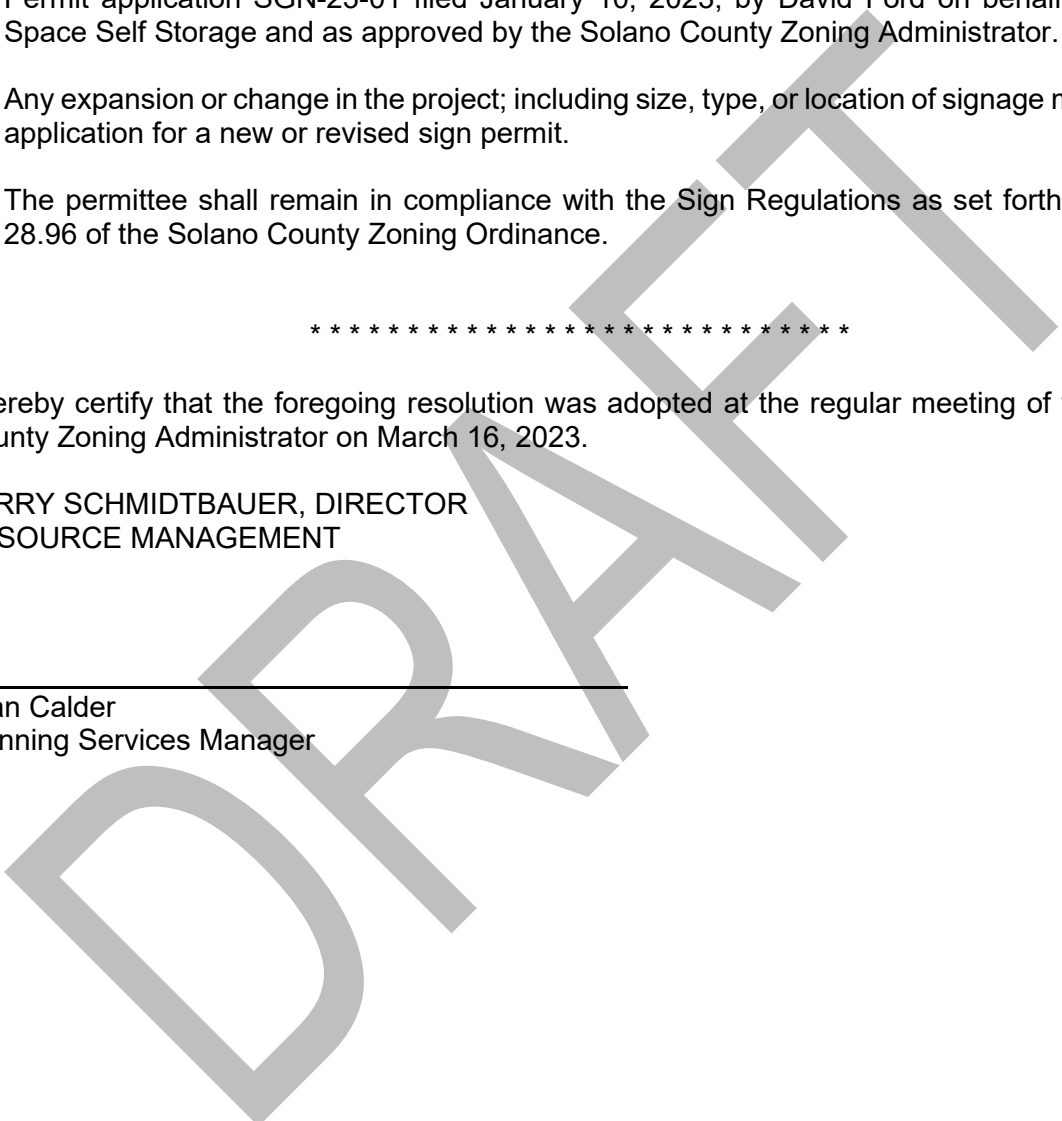 Permit application SGN-23-01 filed January 10, 2023, by David Ford on behalf
Space Self Storage and as approved by the Solano County Zoning Administrator.
Any expansion or change in the project; including size, type, or location of signage
application for a new or revised sign permit.
The permittee shall remain in compliance with the Sign Regulations as set forth
28.96 of the Solano County Zoning Ordinance.
* * * * * * * * * * * * * * * * * * * * * * * * * * * *
ereby certify that the foregoing resolution was adopted at the regular meeting of
unty Zoning Administrator on March 16, 2023.
RRY SCHMIDTBAUER, DIRECTOR
SOURCE MANAGEMENT
an Calder
nning Services Manager
DRAFT